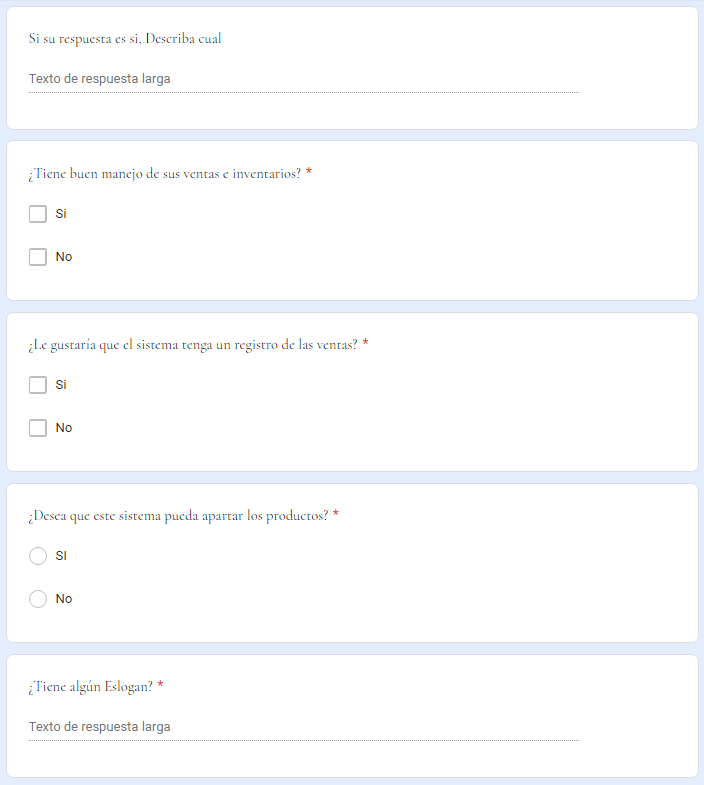 Si su respuesta es si, Describa cual
Texto de respuesta larga
¿Tiene buen manejo de sus ventas e inventarios? *
Si
No
¿Le gustaría que el sistema tenga un registro de las ventas? *
Si
No
¿Desea que este sistema pueda apartar los productos? *
SI
No
¿Tiene algún Eslogan? *
Texto de respuesta larga